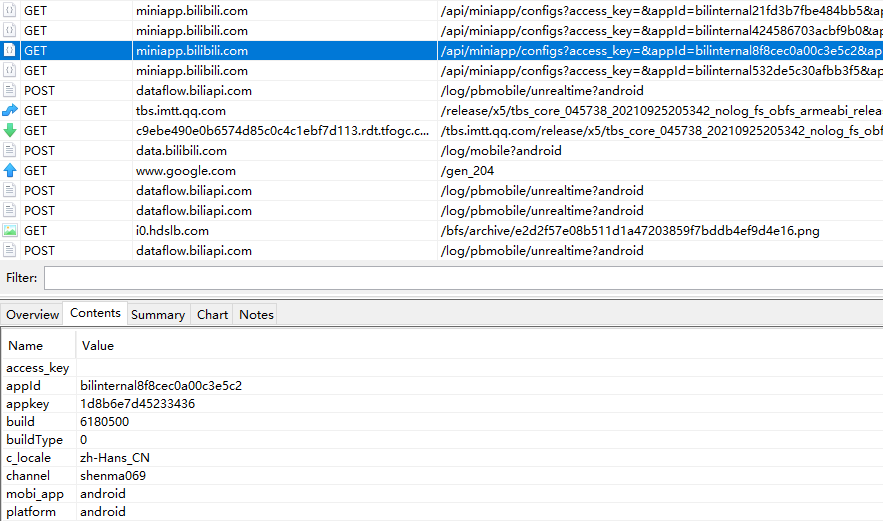 GET miniapp.bilibili.com /api/miniapp/configs?access_key=&appId=bilinternal21fd3b7fbe484bb5&a
GET miniapp.bilibili.com /api/miniapp/configs?access_key=&appId=bilinternal424586703acbf9b0&a
GET miniapp.bilibili.com /api/miniapp/configs?access_key=&appId=bilinternal8f8cec0a00c3e5c2&ap
GET miniapp.bilibili.com /api/miniapp/configs?access_key=&appId=bilinternal532de5c30afbb3f5&a
POST dataflow.biliapi.com /log/pbmobile/unrealtime?android
GET tbs.imtt.qq.com /release/x5/tbs_core_045738_20210925205342_nolog_fs_obfs_armeabi_relea
GET c9ebe490e0b6574d85c0c4c1ebf7d113.rdt.tfogc.c... /tbs.imtt.qq.com/release/x5/tbs_core_045738_20210925205342_nolog_fs_ob
POST data.bilibili.com /log/mobile?android
GET www.google.com /gen_204
POST dataflow.biliapi.com /log/pbmobile/unrealtime?android
POST dataflow.biliapi.com /log/pbmobile/unrealtime?android
GET i0.hdslb.com /bfs/archive/e2d2f57e08b511d1a47203859f7bddb4ef9d4e16.png
POST dataflow.biliapi.com /log/pbmobile/unrealtime?android
Filter:
Overview Contents Summary Chart Notes
Name Value
access_key
appId bilinternal8f8cec0a00c3e5c2
appkey 1d8b6e7d45233436
build 6180500
buildType 0
c_locale zh-Hans_CN
channel shenma069
mobi_app android
platform android